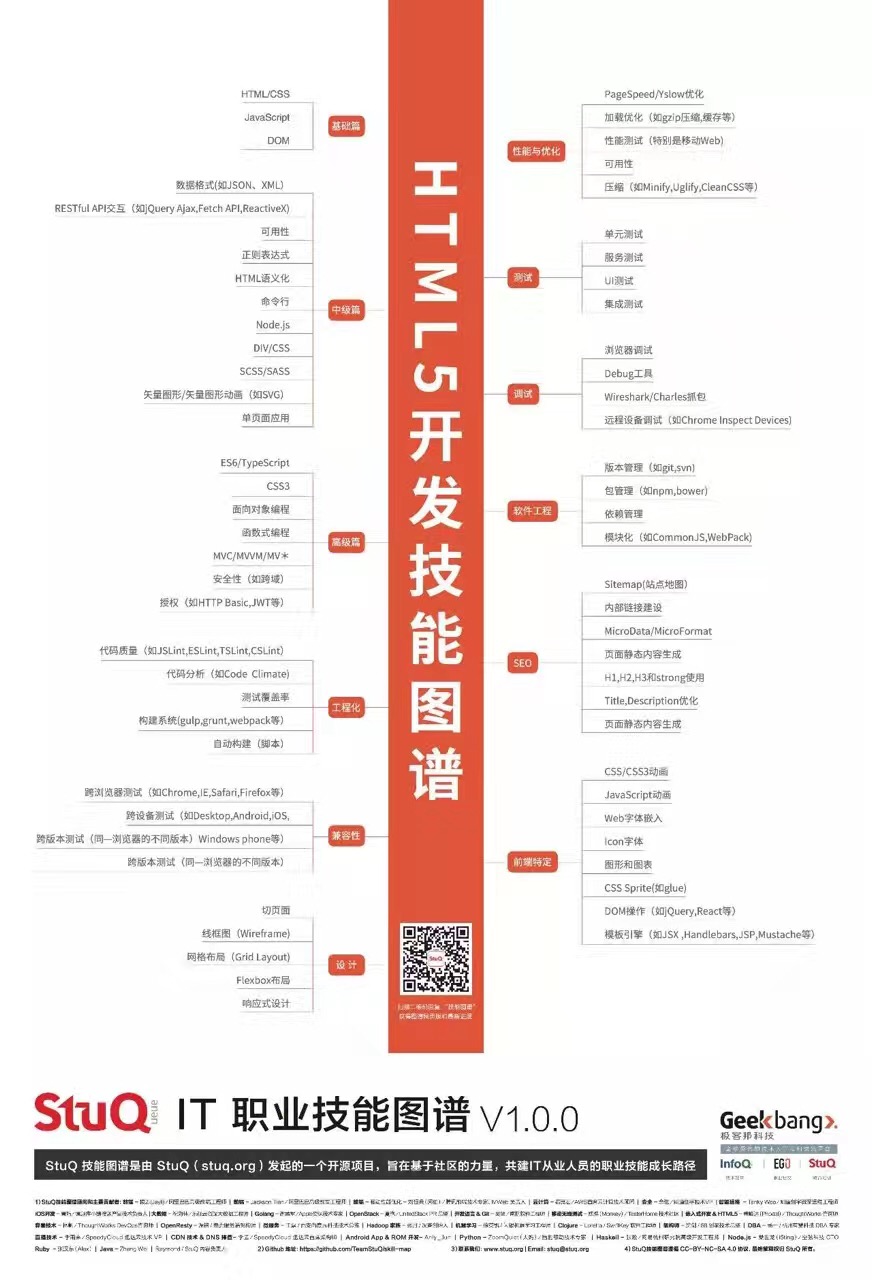 HTML/CSS
JavaScript
DOM
基础篇
数据格式(如JSON、XML)
RESTful API交互（如jQuery Ajax,Fetch API,ReactiveX)
可用性
正则表达式
HTML语义化
命令行
Node.js
DIV/CSS
SCSS/SASS
矢量图形/矢量图形动画（如SVG）
单页面应用
中级篇
ES6/TypeScript
CSS3
面向对象编程
函数式编程
MVC/MVVM/MV*
安全性（如跨域）
授权（如HTTP Basic,JWT等）
高级篇
代码质量（如JSLint,ESLint,TSLint,CSLint）
代码分析（如Code Climate)
测试覆盖率
构建系统(gulp,grunt,webpack等）
自动构建（脚本）
工程化
跨浏览器测试（如Chrome,IE,Safari,Firefox等）
跨设备测试（如Desktop,Android,iOS,
跨版本测试（同一浏览器的不同版本）Windows phone等）
跨版本测试（同一浏览器的不同版本）
兼容性
切页面
线框图（Wireframe)
网格布局（Grid Layout)
Flexbox布局
响应式设计
设计
HTML5开发技能图谱
StuQ
性能与优化
PageSpeed/Yslow优化
加载优化（如gzip压缩,缓存等）
性能测试（特别是移动Web)
可用性
压缩（如Minify,Uglify,CleanCSS等）
测试
单元测试
服务测试
UI测试
集成测试
调试
浏览器调试
Debug工具
Wireshark/Charles抓包
远程设备调试（如Chrome Inspect Devices)
软件工程
版本管理（如git,svn)
包管理（如npm,bower)
依赖管理
模块化（如CommonJS,WebPack)
SEO
Sitemap(站点地图）
内部链接建设
MicroData/MicroFormat
页面静态内容生成
H1,H2,H3和strong使用
Title,Description优化
页面静态内容生成
前端特定
CSS/CSS3动画
JavaScript动画
Web字体嵌入
Icon字体
图形和图表
CSS Sprite(如glue)
DOM操作（如jQuery,React等）
模板引擎（如JSX ,Handlebars,JSP,Mustache等）
StuQ IT 职业技能图谱 V1.0.0
StuQ 技能图谱是由 StuQ（stuq.org）发起的一个开源项目，旨在基于社区的力量，共建IT从业人员的职业技能成长路径
Geekbang>.
极客邦科技
InfoQ
EGO
StuQ
2) Github 地址: https://github.com/TeamStuQ/skill-map
3) 联系我们: www.stuq.org | Email: stuq@stuq.org